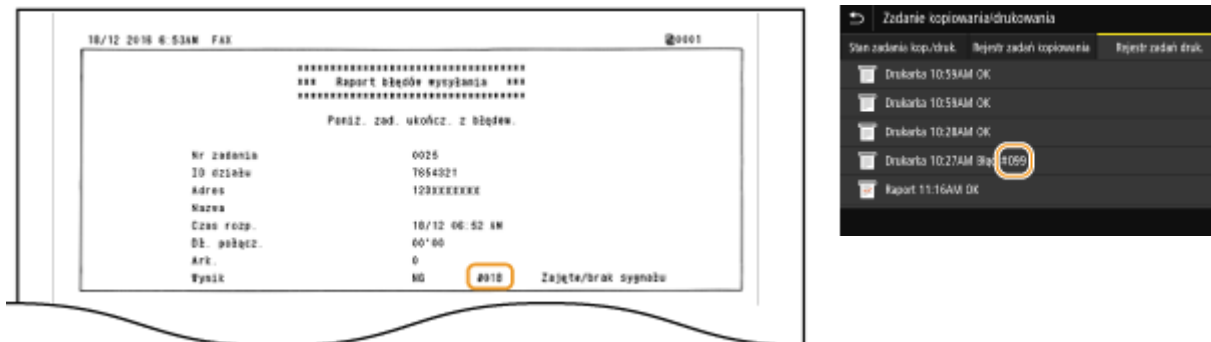 18/12 2016 6:53AM FAX 0001
***********************************
*** Raport błędów wysyłania ***
***********************************
Poniż. zad. ukończ. z błędem.
Nr zadania 0025
ID działu 7654321
Adres 123XXXXXXX
Nazwa
Czas rozp. 18/12 06:52 AM
Dł. połącz. 00'00
Ark. 0
Wynik NG #018 Zajęte/brak sygnału
Zadanie kopiowania/drukowania
Stan zadania kop./druk. Rejestr zadań kopiowania Rejestr zadań druk.
Drukarka 10:59AM OK
Drukarka 10:59AM OK
Drukarka 10:28AM OK
Drukarka 10:27AM Błąd #099
Raport 11:16AM OK